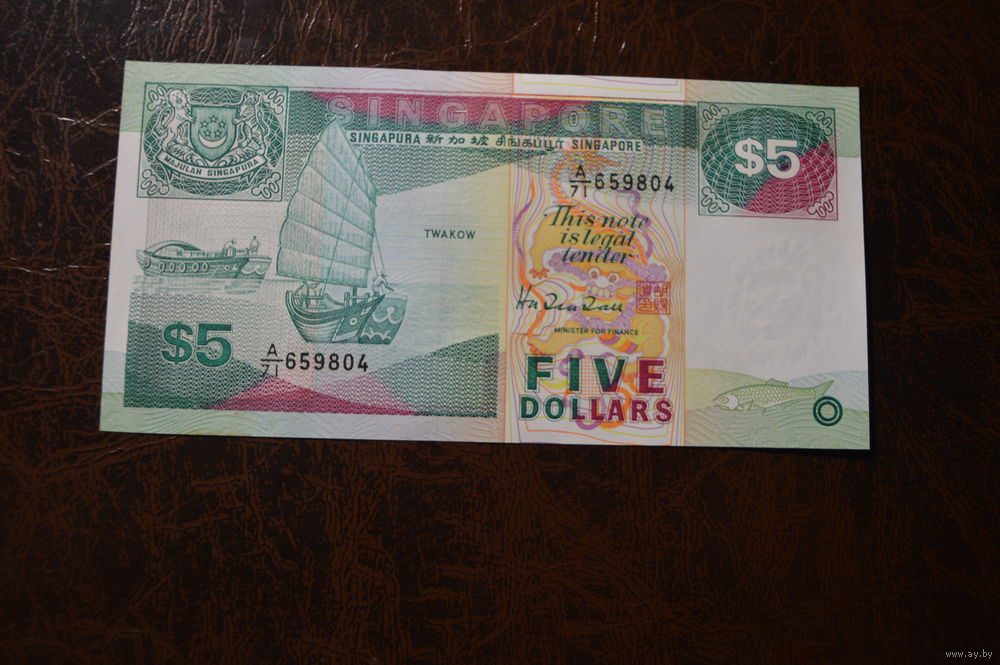 SINGAPORE
SINGAPURA 新加坡 சிங்கப்பூர் SINGAPORE
MAJULAH SINGAPURA
$5
A/71 659804
This note
is legal
tender
TWAKOW
MINISTER FOR FINANCE
$5
A/71 659804
FIVE
DOLLARS
www.ay.by